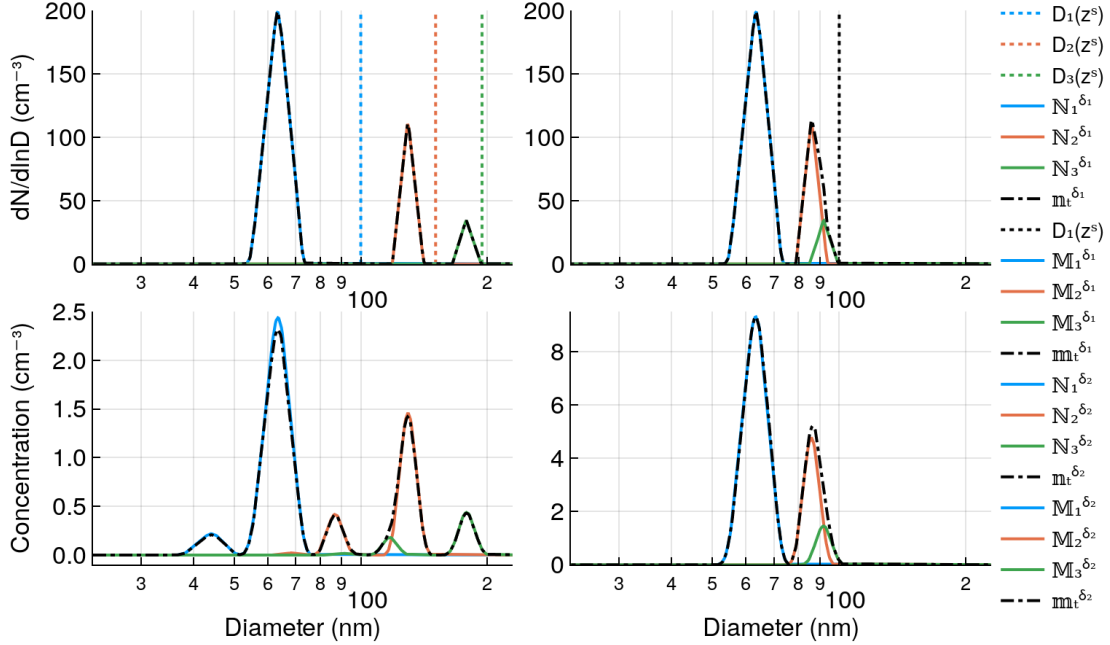 200
150
100
50
0
dN/dlnD (cm⁻³)
3 4 5 6 7 8 9 100 2
200
150
100
50
0
3 4 5 6 7 8 9 100 2
2.5
2.0
1.5
1.0
0.5
0.0
Concentration (cm⁻³)
3 4 5 6 7 8 9 100 2
Diameter (nm)
8
6
4
2
0
3 4 5 6 7 8 9 100 2
Diameter (nm)
D₁(zˢ)
D₂(zˢ)
D₃(zˢ)
ℕ₁^δ₁
ℕ₂^δ₁
ℕ₃^δ₁
𝕟ₜ^δ₁
D₁(zˢ)
𝕄₁^δ₁
𝕄₂^δ₁
𝕄₃^δ₁
𝕞ₜ^δ₁
ℕ₁^δ₂
ℕ₂^δ₂
ℕ₃^δ₂
𝕟ₜ^δ₂
𝕄₁^δ₂
𝕄₂^δ₂
𝕄₃^δ₂
𝕞ₜ^δ₂